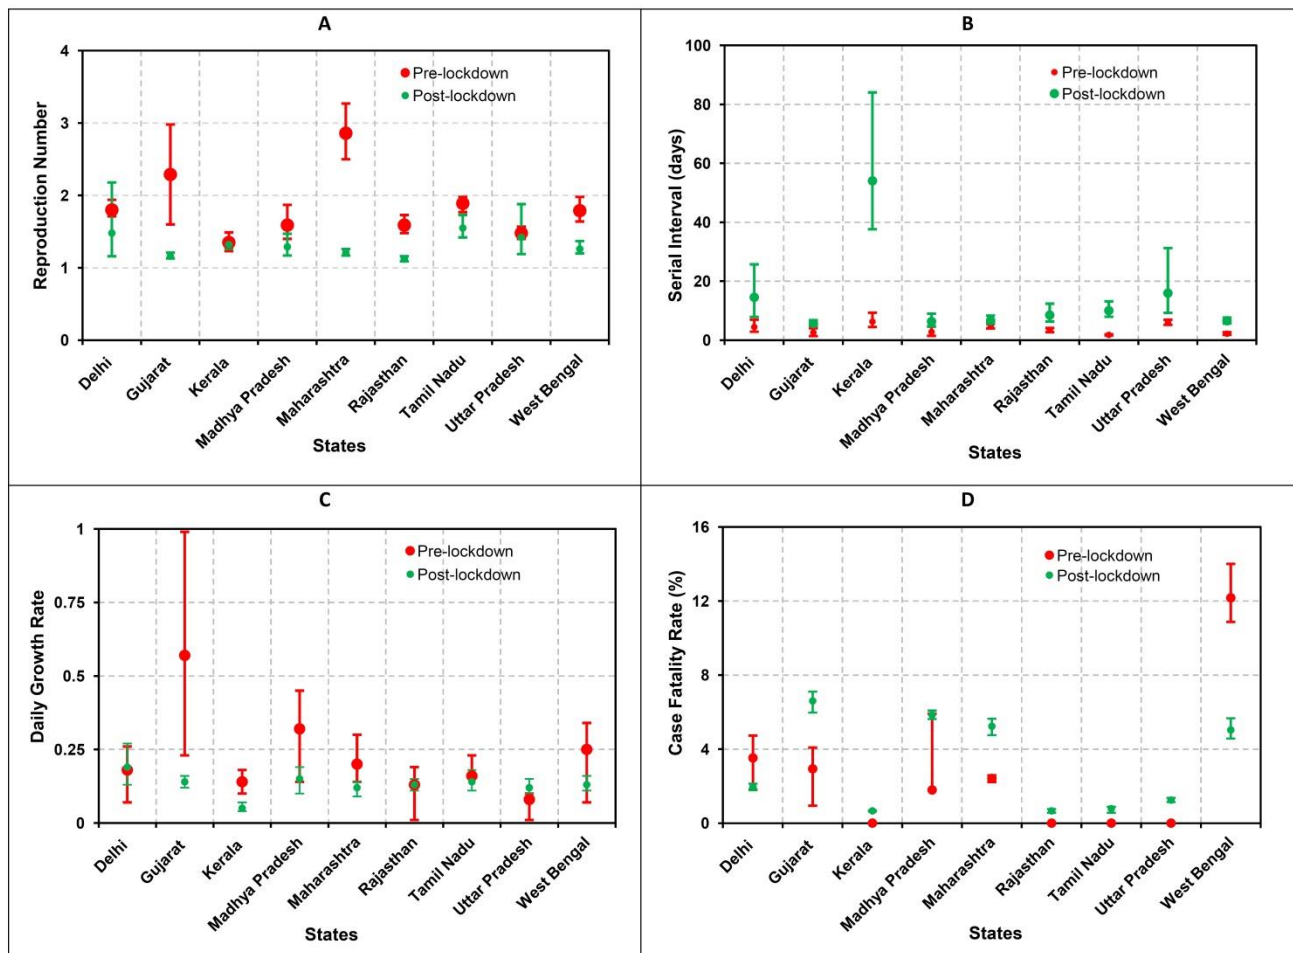 A
Reproduction Number
4
3
2
1
0
Pre-lockdown
Post-lockdown
Delhi
Gujarat
Kerala
Madhya Pradesh
Maharashtra
Rajasthan
Tamil Nadu
Uttar Pradesh
West Bengal
States
B
Serial Interval (days)
100
80
60
40
20
0
Pre-lockdown
Post-lockdown
Delhi
Gujarat
Kerala
Madhya Pradesh
Maharashtra
Rajasthan
Tamil Nadu
Uttar Pradesh
West Bengal
States
C
Daily Growth Rate
1
0.75
0.5
0.25
0
Pre-lockdown
Post-lockdown
Delhi
Gujarat
Kerala
Madhya Pradesh
Maharashtra
Rajasthan
Tamil Nadu
Uttar Pradesh
West Bengal
States
D
Case Fatality Rate (%)
16
12
8
4
0
Pre-lockdown
Post-lockdown
Delhi
Gujarat
Kerala
Madhya Pradesh
Maharashtra
Rajasthan
Tamil Nadu
Uttar Pradesh
West Bengal
States